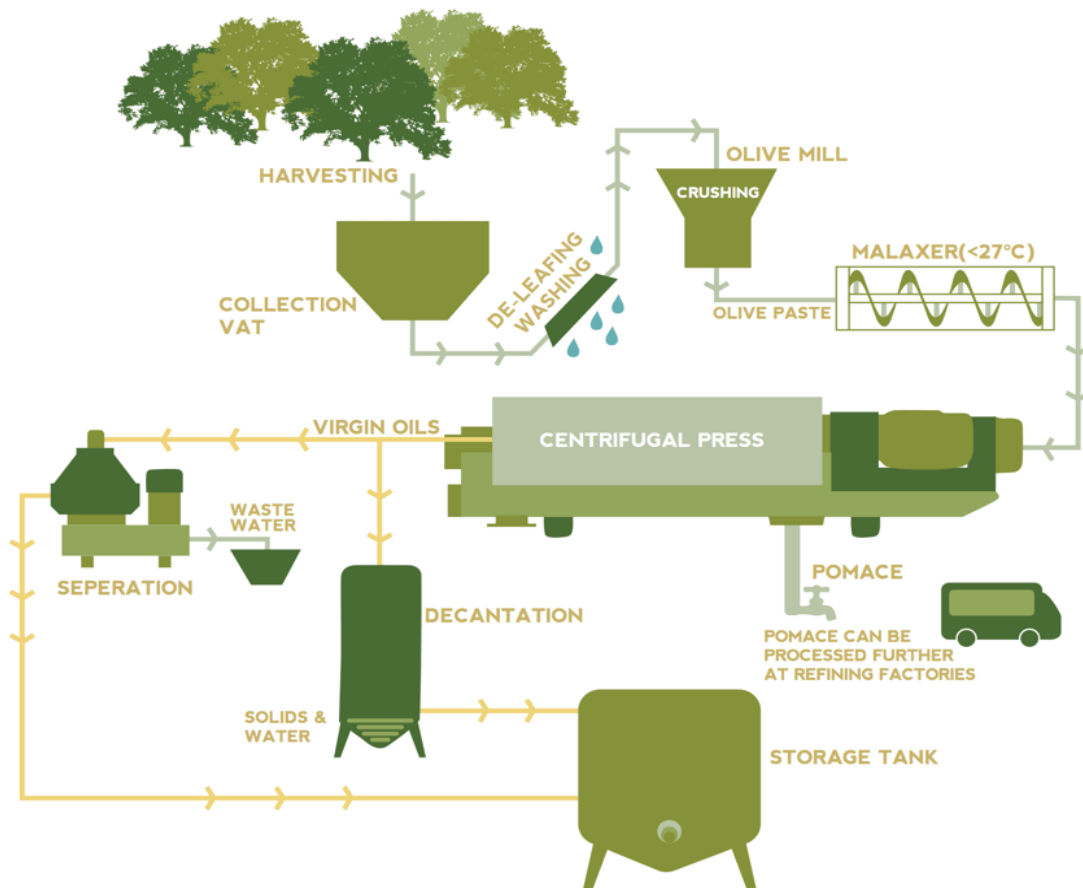 HARVESTING
COLLECTION
VAT
DE-LEAFING
WASHING
OLIVE MILL
CRUSHING
OLIVE PASTE
MALAXER(<27°C)
CENTRIFUGAL PRESS
VIRGIN OILS
WASTE
WATER
SEPERATION
DECANTATION
SOLIDS &
WATER
POMACE
POMACE CAN BE
PROCESSED FURTHER
AT REFINING FACTORIES
STORAGE TANK